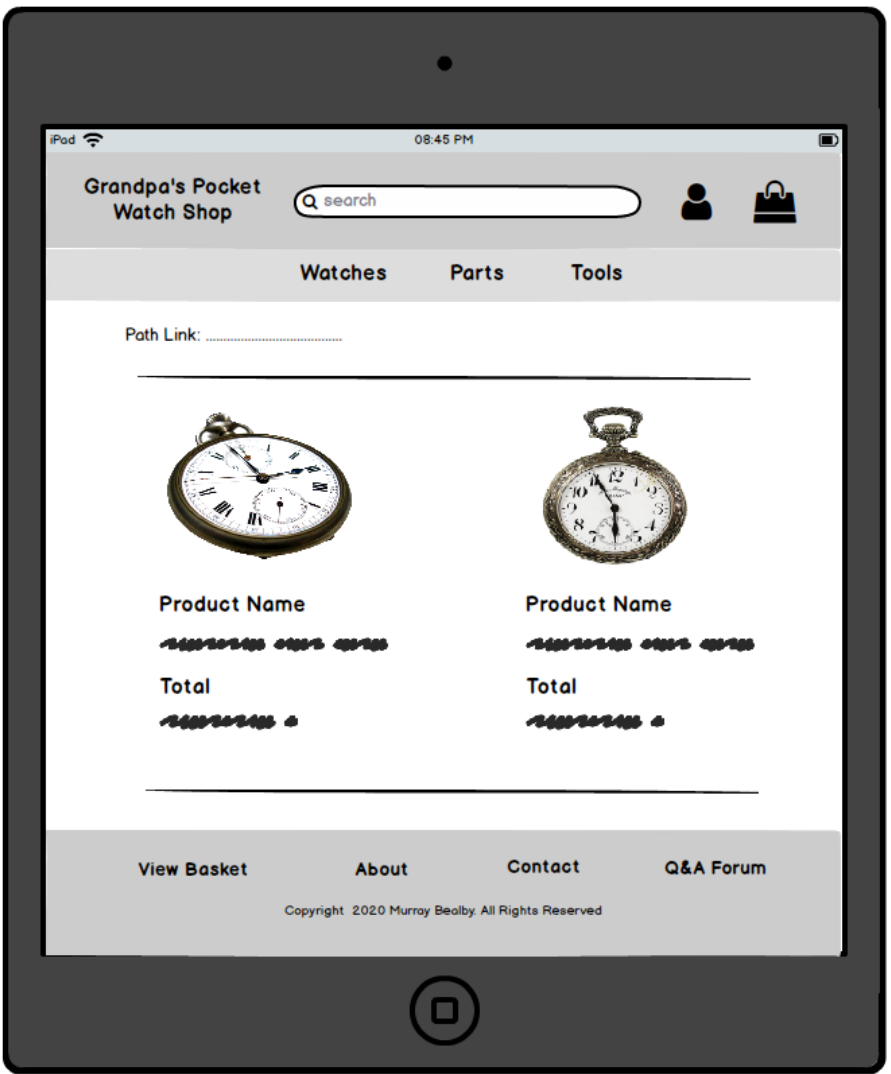 iPad 08:45 PM
Grandpa's Pocket
Watch Shop
search
Watches Parts Tools
Path Link: ..........................................
Product Name Product Name
Total Total
View Basket About Contact Q&A Forum
Copyright 2020 Murray Bealby. All Rights Reserved